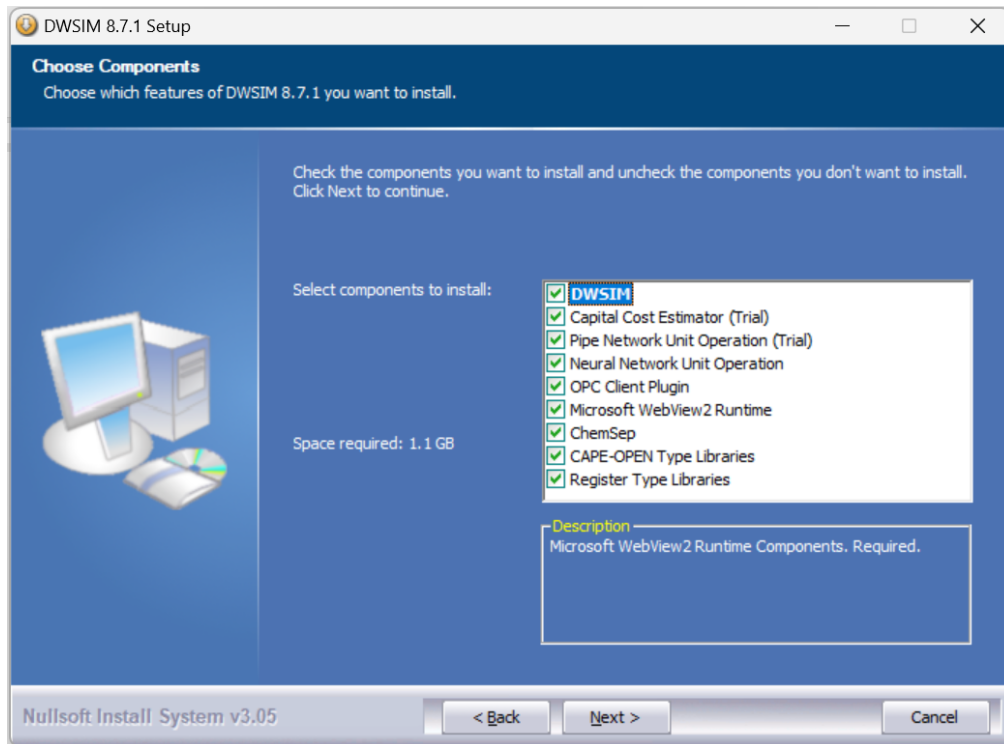 DWSIM 8.7.1 Setup
Choose Components
Choose which features of DWSIM 8.7.1 you want to install.
Check the components you want to install and uncheck the components you don't want to install.
Click Next to continue.
Select components to install:
DWSIM
Capital Cost Estimator (Trial)
Pipe Network Unit Operation (Trial)
Neural Network Unit Operation
OPC Client Plugin
Microsoft WebView2 Runtime
ChemSep
CAPE-OPEN Type Libraries
Register Type Libraries
Space required: 1.1 GB
Description
Microsoft WebView2 Runtime Components. Required.
Nullsoft Install System v3.05
< Back
Next >
Cancel